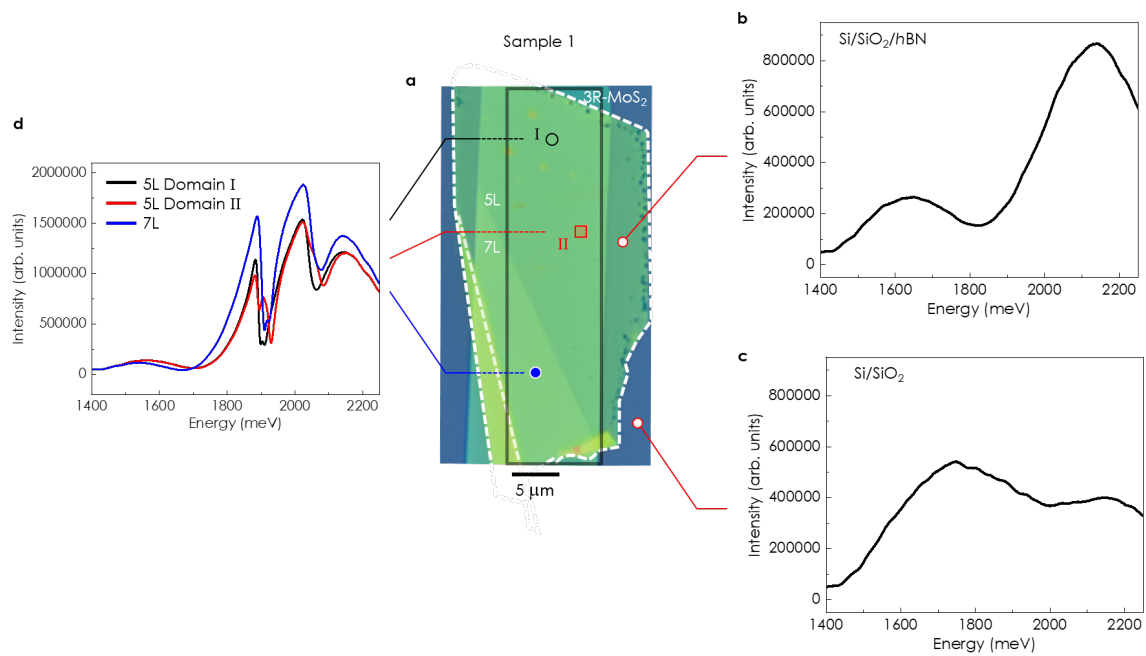 Sample 1
a
3R-MoS₂
I
5L
7L
II
5 μm
b
Si/SiO₂/hBN
Intensity (arb. units)
800000
600000
400000
200000
0
1400 1600 1800 2000 2200
Energy (meV)
c
Si/SiO₂
Intensity (arb. units)
800000
600000
400000
200000
0
1400 1600 1800 2000 2200
Energy (meV)
d
5L Domain I
5L Domain II
7L
Intensity (arb. units)
2000000
1500000
1000000
500000
0
1400 1600 1800 2000 2200
Energy (meV)